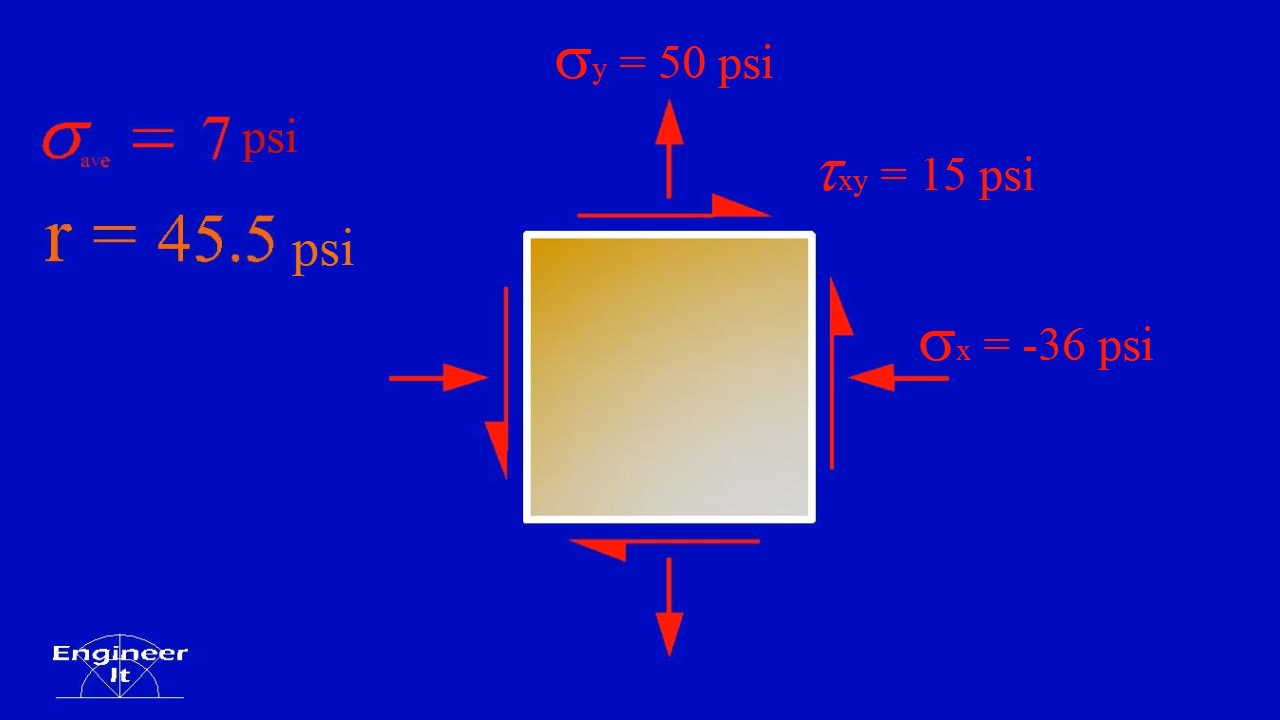 σy = 50 psi
σave = 7 psi
τxy = 15 psi
r = 45.5 psi
σx = -36 psi
Engineer
It